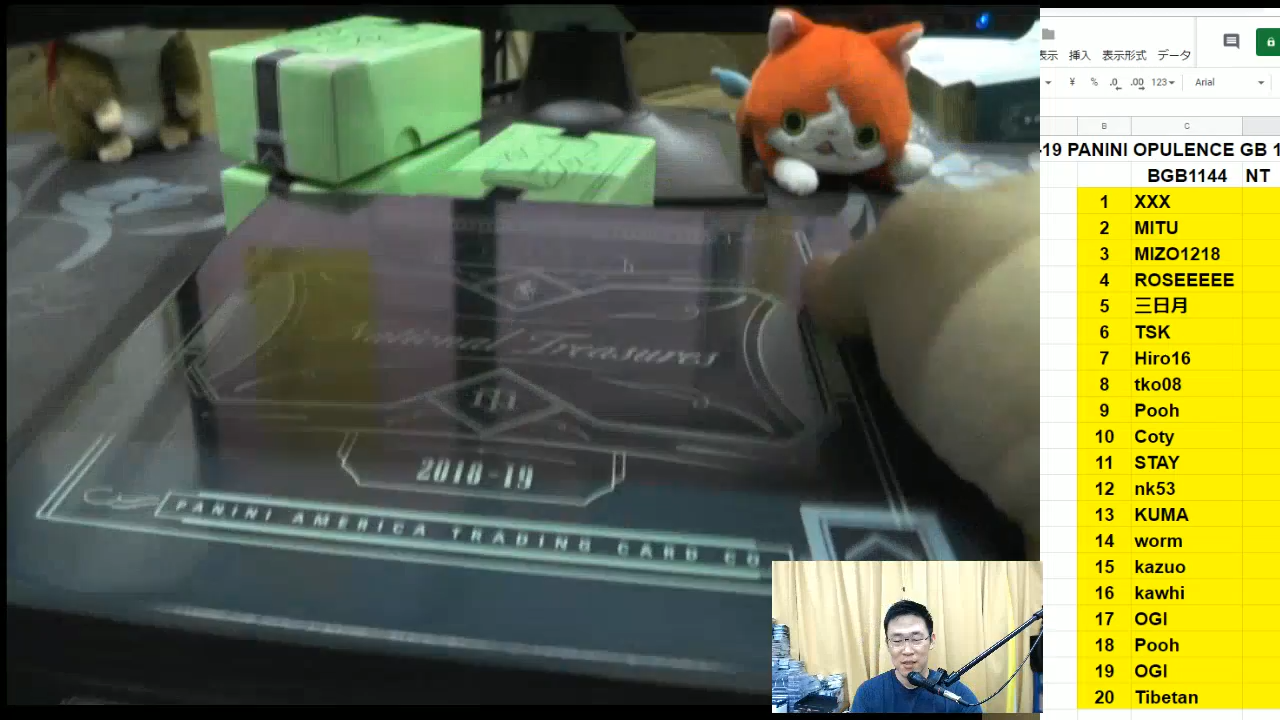 National Treasures
2018-19
PANINI AMERICA TRADING CARD CO
表示 挿入 表示形式 データ
¥ % .0 .00 123 Arial
B C
-19 PANINI OPULENCE GB 1
BGB1144 NT
1 XXX
2 MITU
3 MIZO1218
4 ROSEEEEE
5 三日月
6 TSK
7 Hiro16
8 tko08
9 Pooh
10 Coty
11 STAY
12 nk53
13 KUMA
14 worm
15 kazuo
16 kawhi
17 OGI
18 Pooh
19 OGI
20 Tibetan